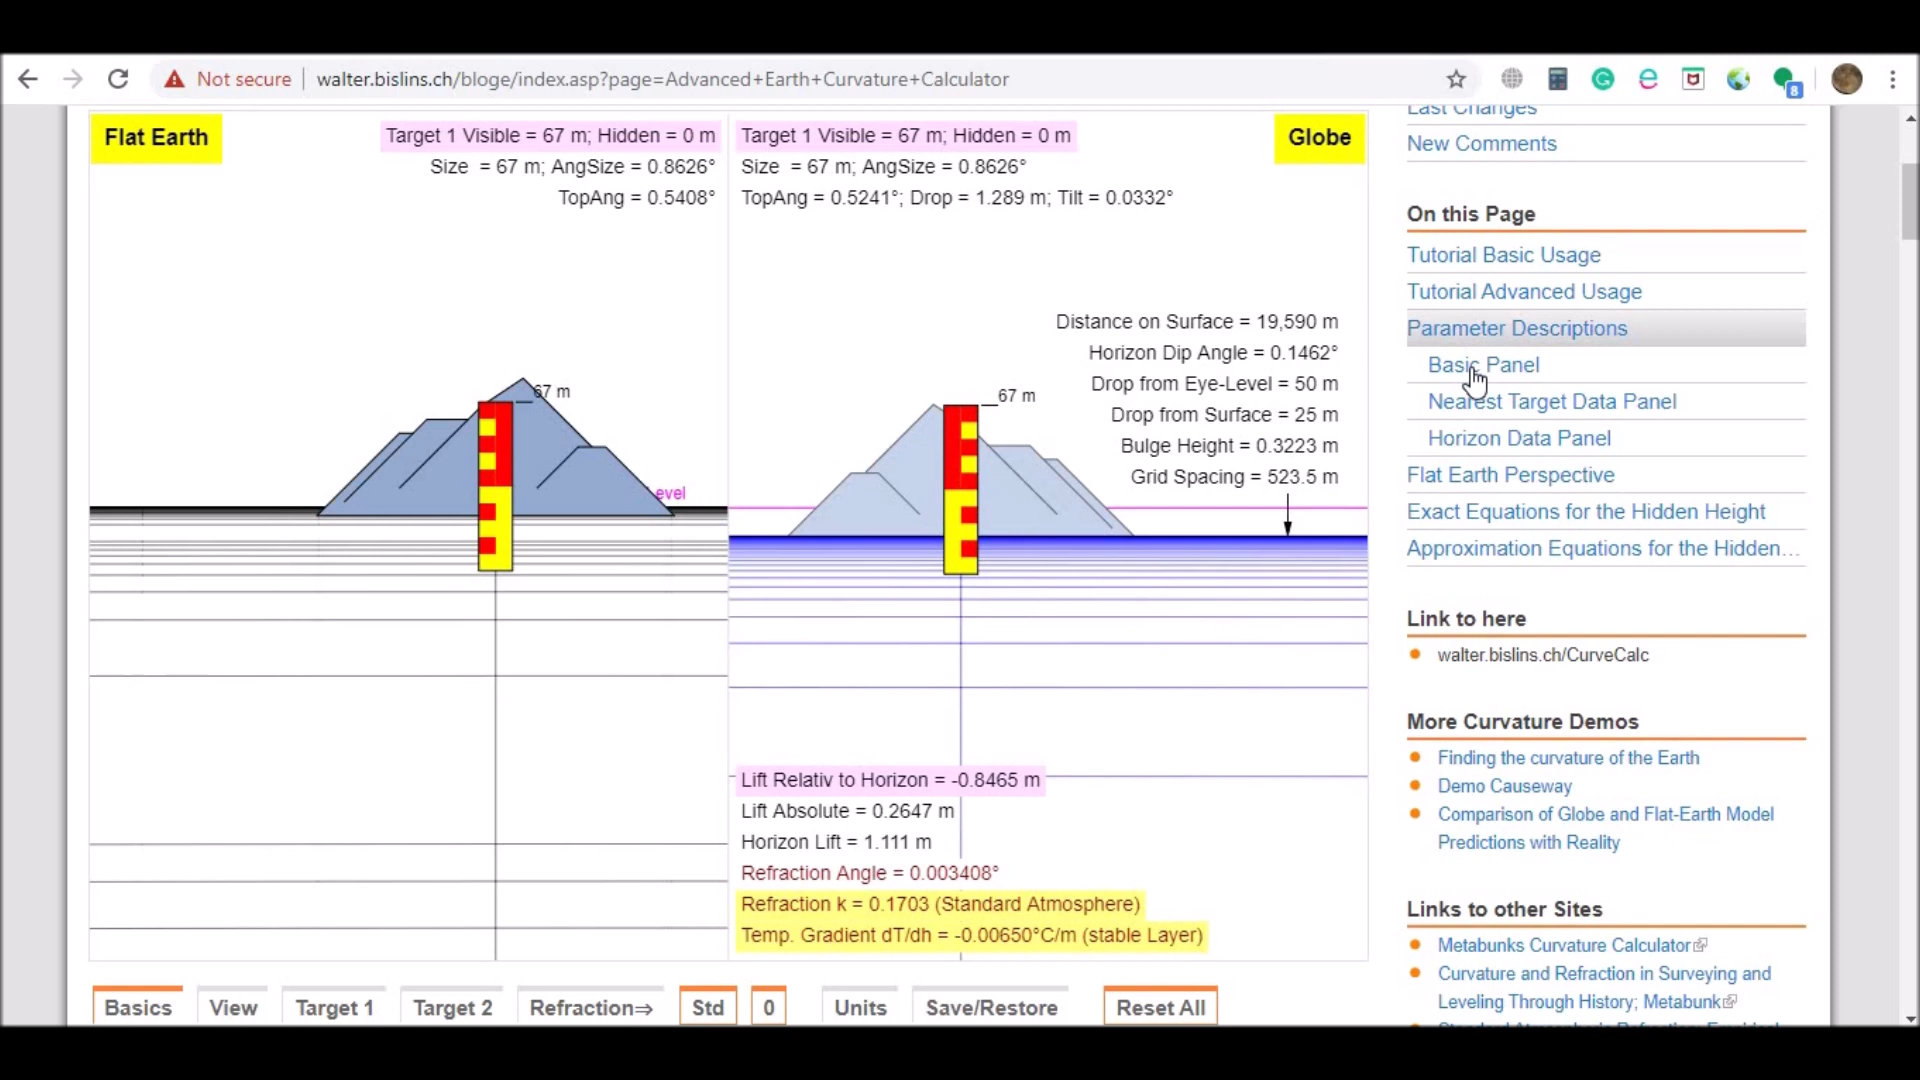 Not secure
walter.bislins.ch/bloge/index.asp?page=Advanced+Earth+Curvature+Calculator
8
Flat Earth
Target 1 Visible = 67 m; Hidden = 0 m
Size = 67 m; AngSize = 0.8626°
TopAng = 0.5408°
67 m
evel
Target 1 Visible = 67 m; Hidden = 0 m
Size = 67 m; AngSize = 0.8626°
TopAng = 0.5241°; Drop = 1.289 m; Tilt = 0.0332°
Globe
Distance on Surface = 19,590 m
Horizon Dip Angle = 0.1462°
Drop from Eye-Level = 50 m
Drop from Surface = 25 m
Bulge Height = 0.3223 m
Grid Spacing = 523.5 m
67 m
Lift Relativ to Horizon = -0.8465 m
Lift Absolute = 0.2647 m
Horizon Lift = 1.111 m
Refraction Angle = 0.003408°
Refraction k = 0.1703 (Standard Atmosphere)
Temp. Gradient dT/dh = -0.00650°C/m (stable Layer)
Basics View Target 1 Target 2 Refraction⇒ Std 0 Units Save/Restore Reset All
Last Changes
New Comments
On this Page
Tutorial Basic Usage
Tutorial Advanced Usage
Parameter Descriptions
Basic Panel
Nearest Target Data Panel
Horizon Data Panel
Flat Earth Perspective
Exact Equations for the Hidden Height
Approximation Equations for the Hidden...
Link to here
walter.bislins.ch/CurveCalc
More Curvature Demos
Finding the curvature of the Earth
Demo Causeway
Comparison of Globe and Flat-Earth Model
Predictions with Reality
Links to other Sites
Metabunks Curvature Calculator
Curvature and Refraction in Surveying and
Leveling Through History; Metabunk